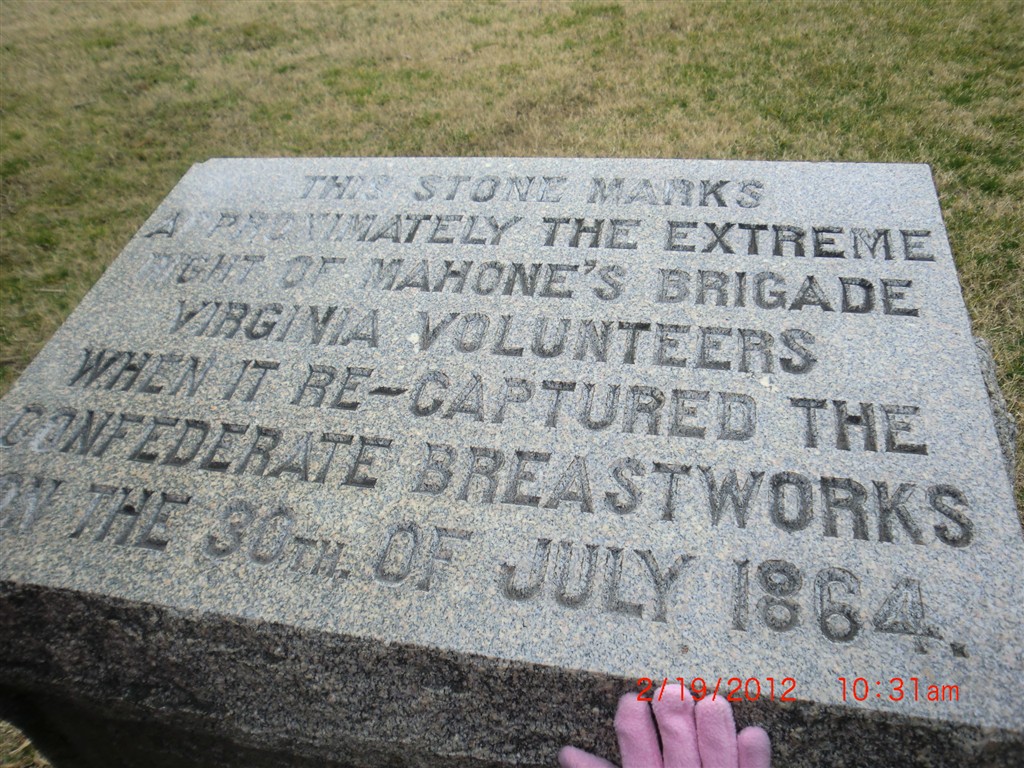 THIS STONE MARKS
APPROXIMATELY THE EXTREME
RIGHT OF MAHONE'S BRIGADE
VIRGINIA VOLUNTEERS
WHEN IT RE-CAPTURED THE
CONFEDERATE BREASTWORKS
ON THE 30TH. OF JULY 1864.
2/19/2012 10:31am